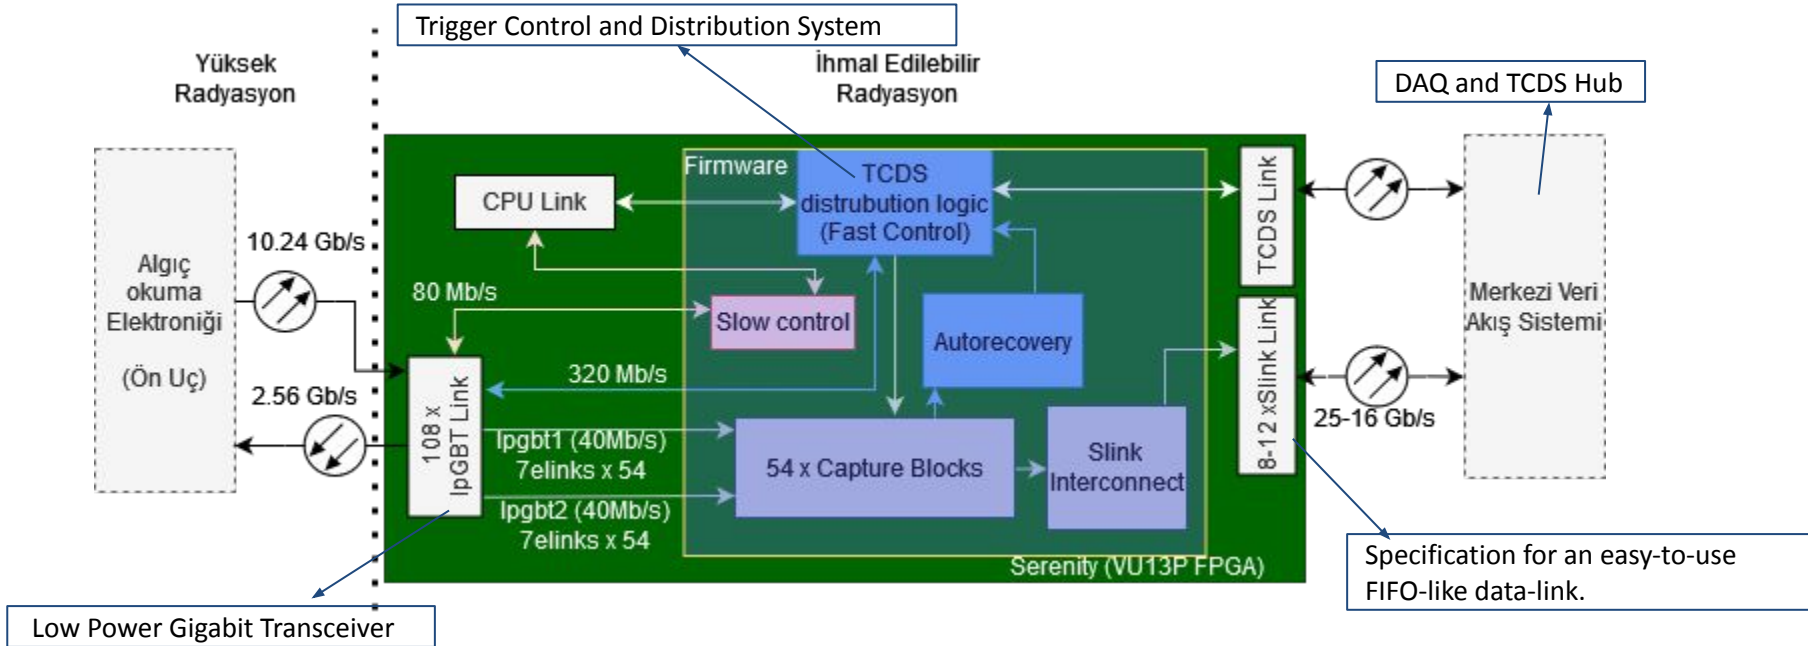 Trigger Control and Distribution System
Yüksek
Radyasyon
İhmal Edilebilir
Radyasyon
DAQ and TCDS Hub
Algıç
okuma
Elektroniği
(Ön Uç)
10.24 Gb/s
2.56 Gb/s
CPU Link
80 Mb/s
Firmware
TCDS
distrubution logic
(Fast Control)
Slow control
Autorecovery
320 Mb/s
108 x
lpGBT Link
lpgbt1 (40Mb/s)
7elinks x 54
lpgbt2 (40Mb/s)
7elinks x 54
54 x Capture Blocks
Slink
Interconnect
Serenity (VU13P FPGA)
TCDS Link
8-12 xSlink Link
25-16 Gb/s
Merkezi Veri
Akış Sistemi
Specification for an easy-to-use
FIFO-like data-link.
Low Power Gigabit Transceiver